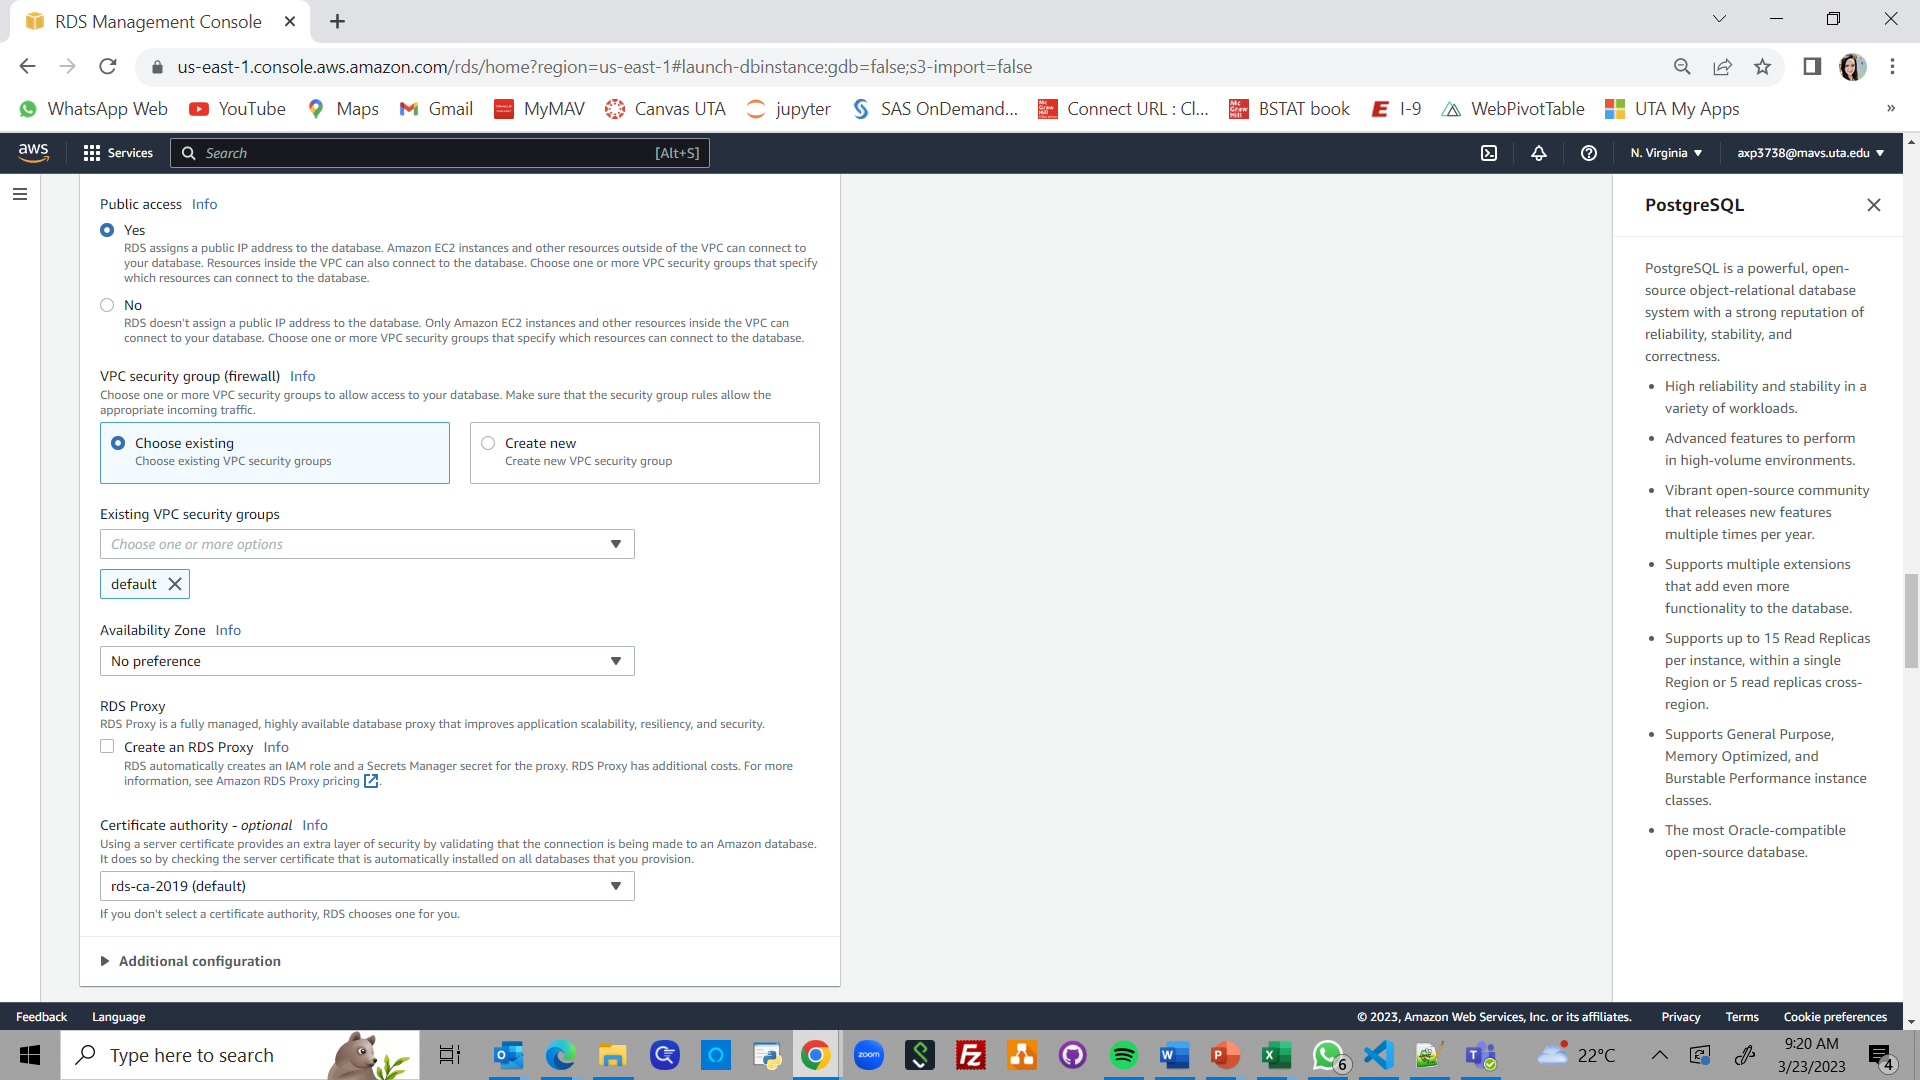 RDS Management Console
us-east-1.console.aws.amazon.com/rds/home?region=us-east-1#launch-dbinstance:gdb=false;s3-import=false
WhatsApp Web YouTube Maps Gmail MyMAV Canvas UTA jupyter SAS OnDemand... Connect URL : Cl... BSTAT book I-9 WebPivotTable UTA My Apps »
aws Services Search [Alt+S] N. Virginia axp3738@mavs.uta.edu
Public access Info
Yes
RDS assigns a public IP address to the database. Amazon EC2 instances and other resources outside of the VPC can connect to
your database. Resources inside the VPC can also connect to the database. Choose one or more VPC security groups that specify
which resources can connect to the database.
No
RDS doesn't assign a public IP address to the database. Only Amazon EC2 instances and other resources inside the VPC can
connect to your database. Choose one or more VPC security groups that specify which resources can connect to the database.
VPC security group (firewall) Info
Choose one or more VPC security groups to allow access to your database. Make sure that the security group rules allow the
appropriate incoming traffic.
Choose existing
Choose existing VPC security groups
Create new
Create new VPC security group
Existing VPC security groups
Choose one or more options
default
Availability Zone Info
No preference
RDS Proxy
RDS Proxy is a fully managed, highly available database proxy that improves application scalability, resiliency, and security.
Create an RDS Proxy Info
RDS automatically creates an IAM role and a Secrets Manager secret for the proxy. RDS Proxy has additional costs. For more
information, see Amazon RDS Proxy pricing .
Certificate authority - optional Info
Using a server certificate provides an extra layer of security by validating that the connection is being made to an Amazon database.
It does so by checking the server certificate that is automatically installed on all databases that you provision.
rds-ca-2019 (default)
If you don't select a certificate authority, RDS chooses one for you.
Additional configuration
PostgreSQL
PostgreSQL is a powerful, open-
source object-relational database
system with a strong reputation of
reliability, stability, and
correctness.
• High reliability and stability in a
variety of workloads.
• Advanced features to perform
in high-volume environments.
• Vibrant open-source community
that releases new features
multiple times per year.
• Supports multiple extensions
that add even more
functionality to the database.
• Supports up to 15 Read Replicas
per instance, within a single
Region or 5 read replicas cross-
region.
• Supports General Purpose,
Memory Optimized, and
Burstable Performance instance
classes.
• The most Oracle-compatible
open-source database.
Feedback Language © 2023, Amazon Web Services, Inc. or its affiliates. Privacy Terms Cookie preferences
Type here to search zoom 6 22°C 9:20 AM
3/23/2023 4